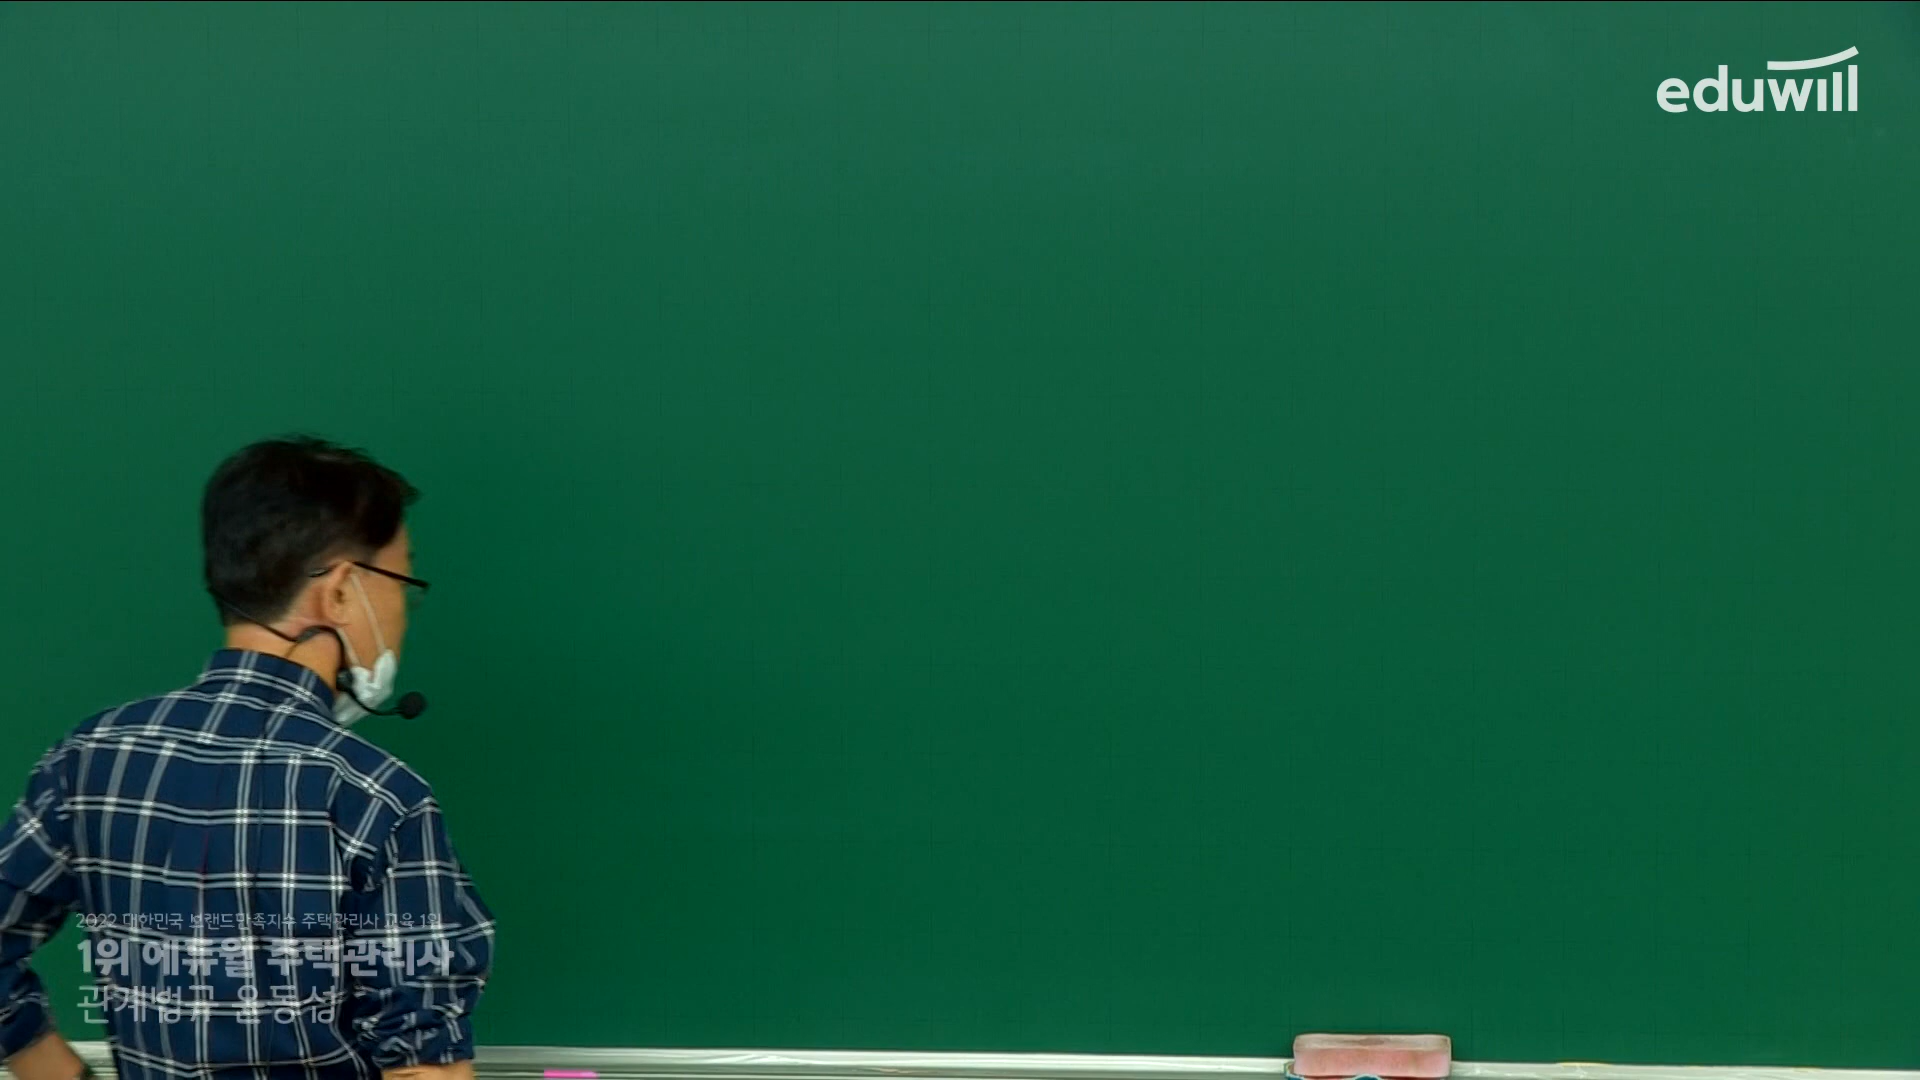 eduwill
2022 대한민국 브랜드만족지수 주택관리사 교육 1위
1위 에듀윌 주택관리사
관계법규 윤동섭